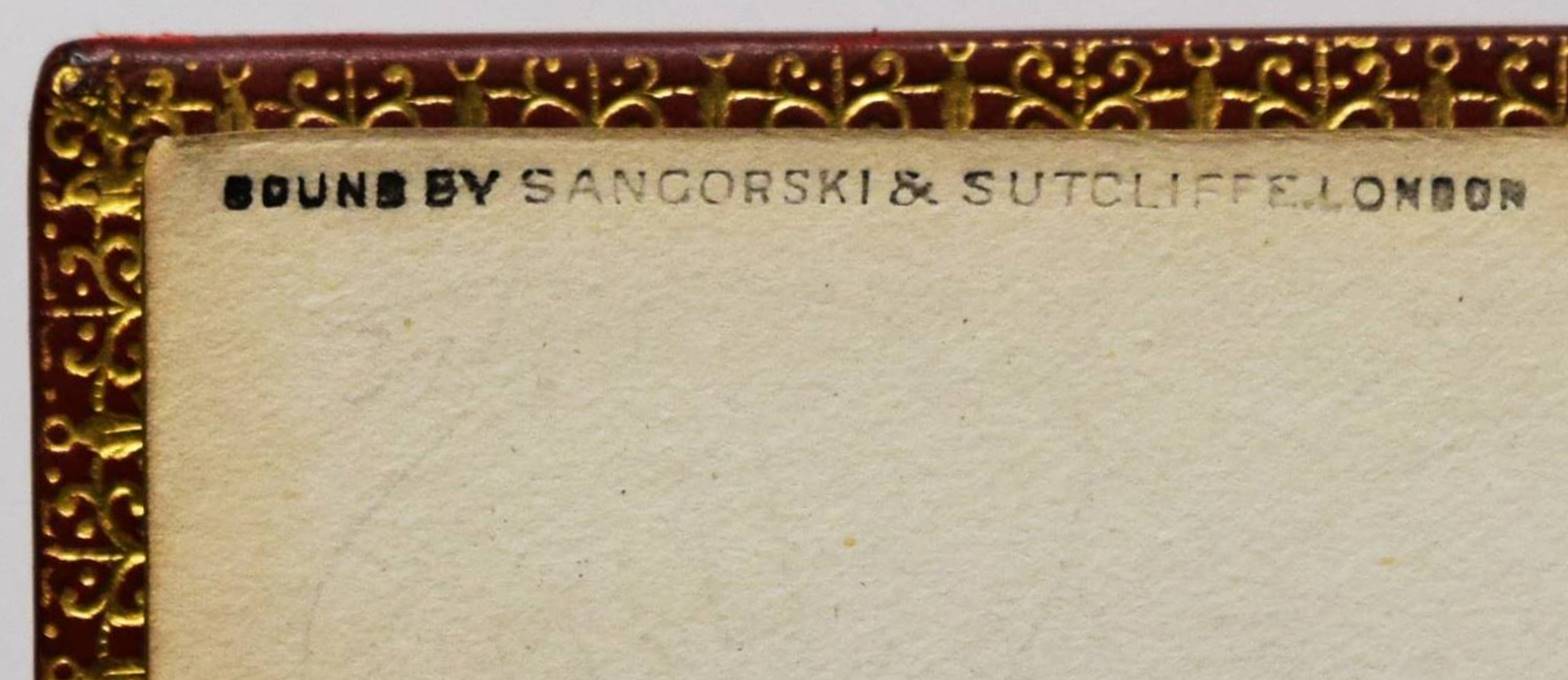 BOUND BY SANGORSKI & SUTCLIFFE. LONDON